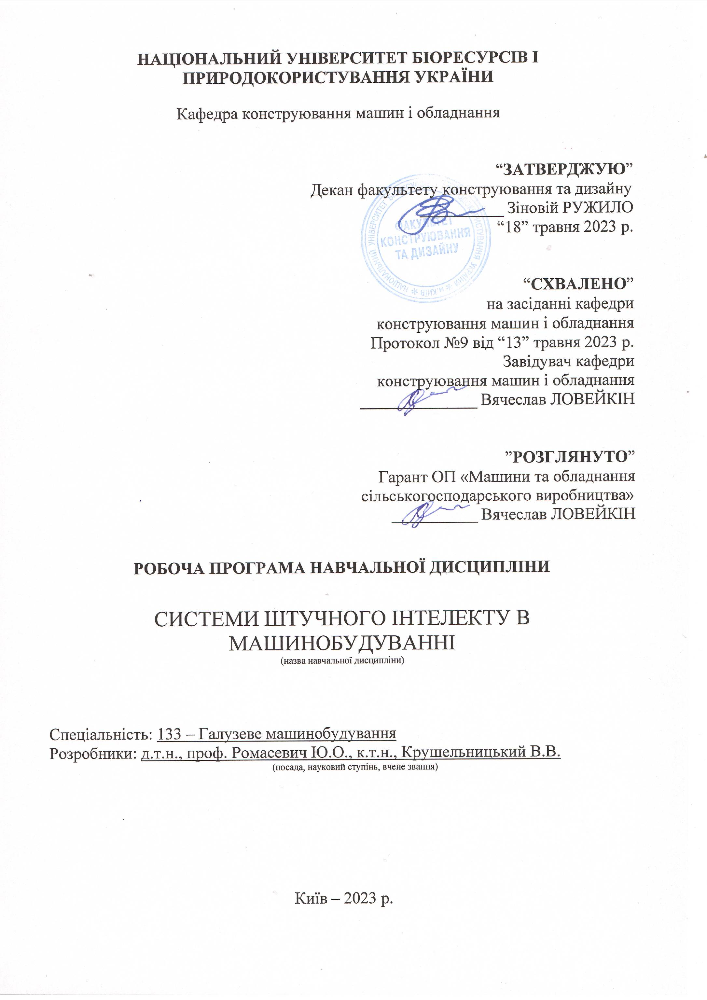 НАЦІОНАЛЬНИЙ УНІВЕРСИТЕТ БІОРЕСУРСІВ І
ПРИРОДОКОРИСТУВАННЯ УКРАЇНИ
Кафедра конструювання машин і обладнання
“ЗАТВЕРДЖУЮ”
Декан факультету конструювання та дизайну
Зіновій РУЖИЛО
“18” травня 2023 р.
НАЦІОНАЛЬНИЙ УНІВЕРСИТЕТ БІОРЕСУРСІВ І ПРИРОДОКОРИСТУВАННЯ УКРАЇНИ * м.КИЇВ *
ФАКУЛЬТЕТ
КОНСТРУЮВАННЯ
ТА ДИЗАЙНУ
“СХВАЛЕНО”
на засіданні кафедри
конструювання машин і обладнання
Протокол №9 від “13” травня 2023 р.
Завідувач кафедри
конструювання машин і обладнання
Вячеслав ЛОВЕЙКІН
”РОЗГЛЯНУТО”
Гарант ОП «Машини та обладнання
сільськогосподарського виробництва»
Вячеслав ЛОВЕЙКІН
РОБОЧА ПРОГРАМА НАВЧАЛЬНОЇ ДИСЦИПЛІНИ
СИСТЕМИ ШТУЧНОГО ІНТЕЛЕКТУ В
МАШИНОБУДУВАННІ
(назва навчальної дисципліни)
Спеціальність: 133 – Галузеве машинобудування
Розробники: д.т.н., проф. Ромасевич Ю.О., к.т.н., Крушельницький В.В.
(посада, науковий ступінь, вчене звання)
Київ – 2023 р.